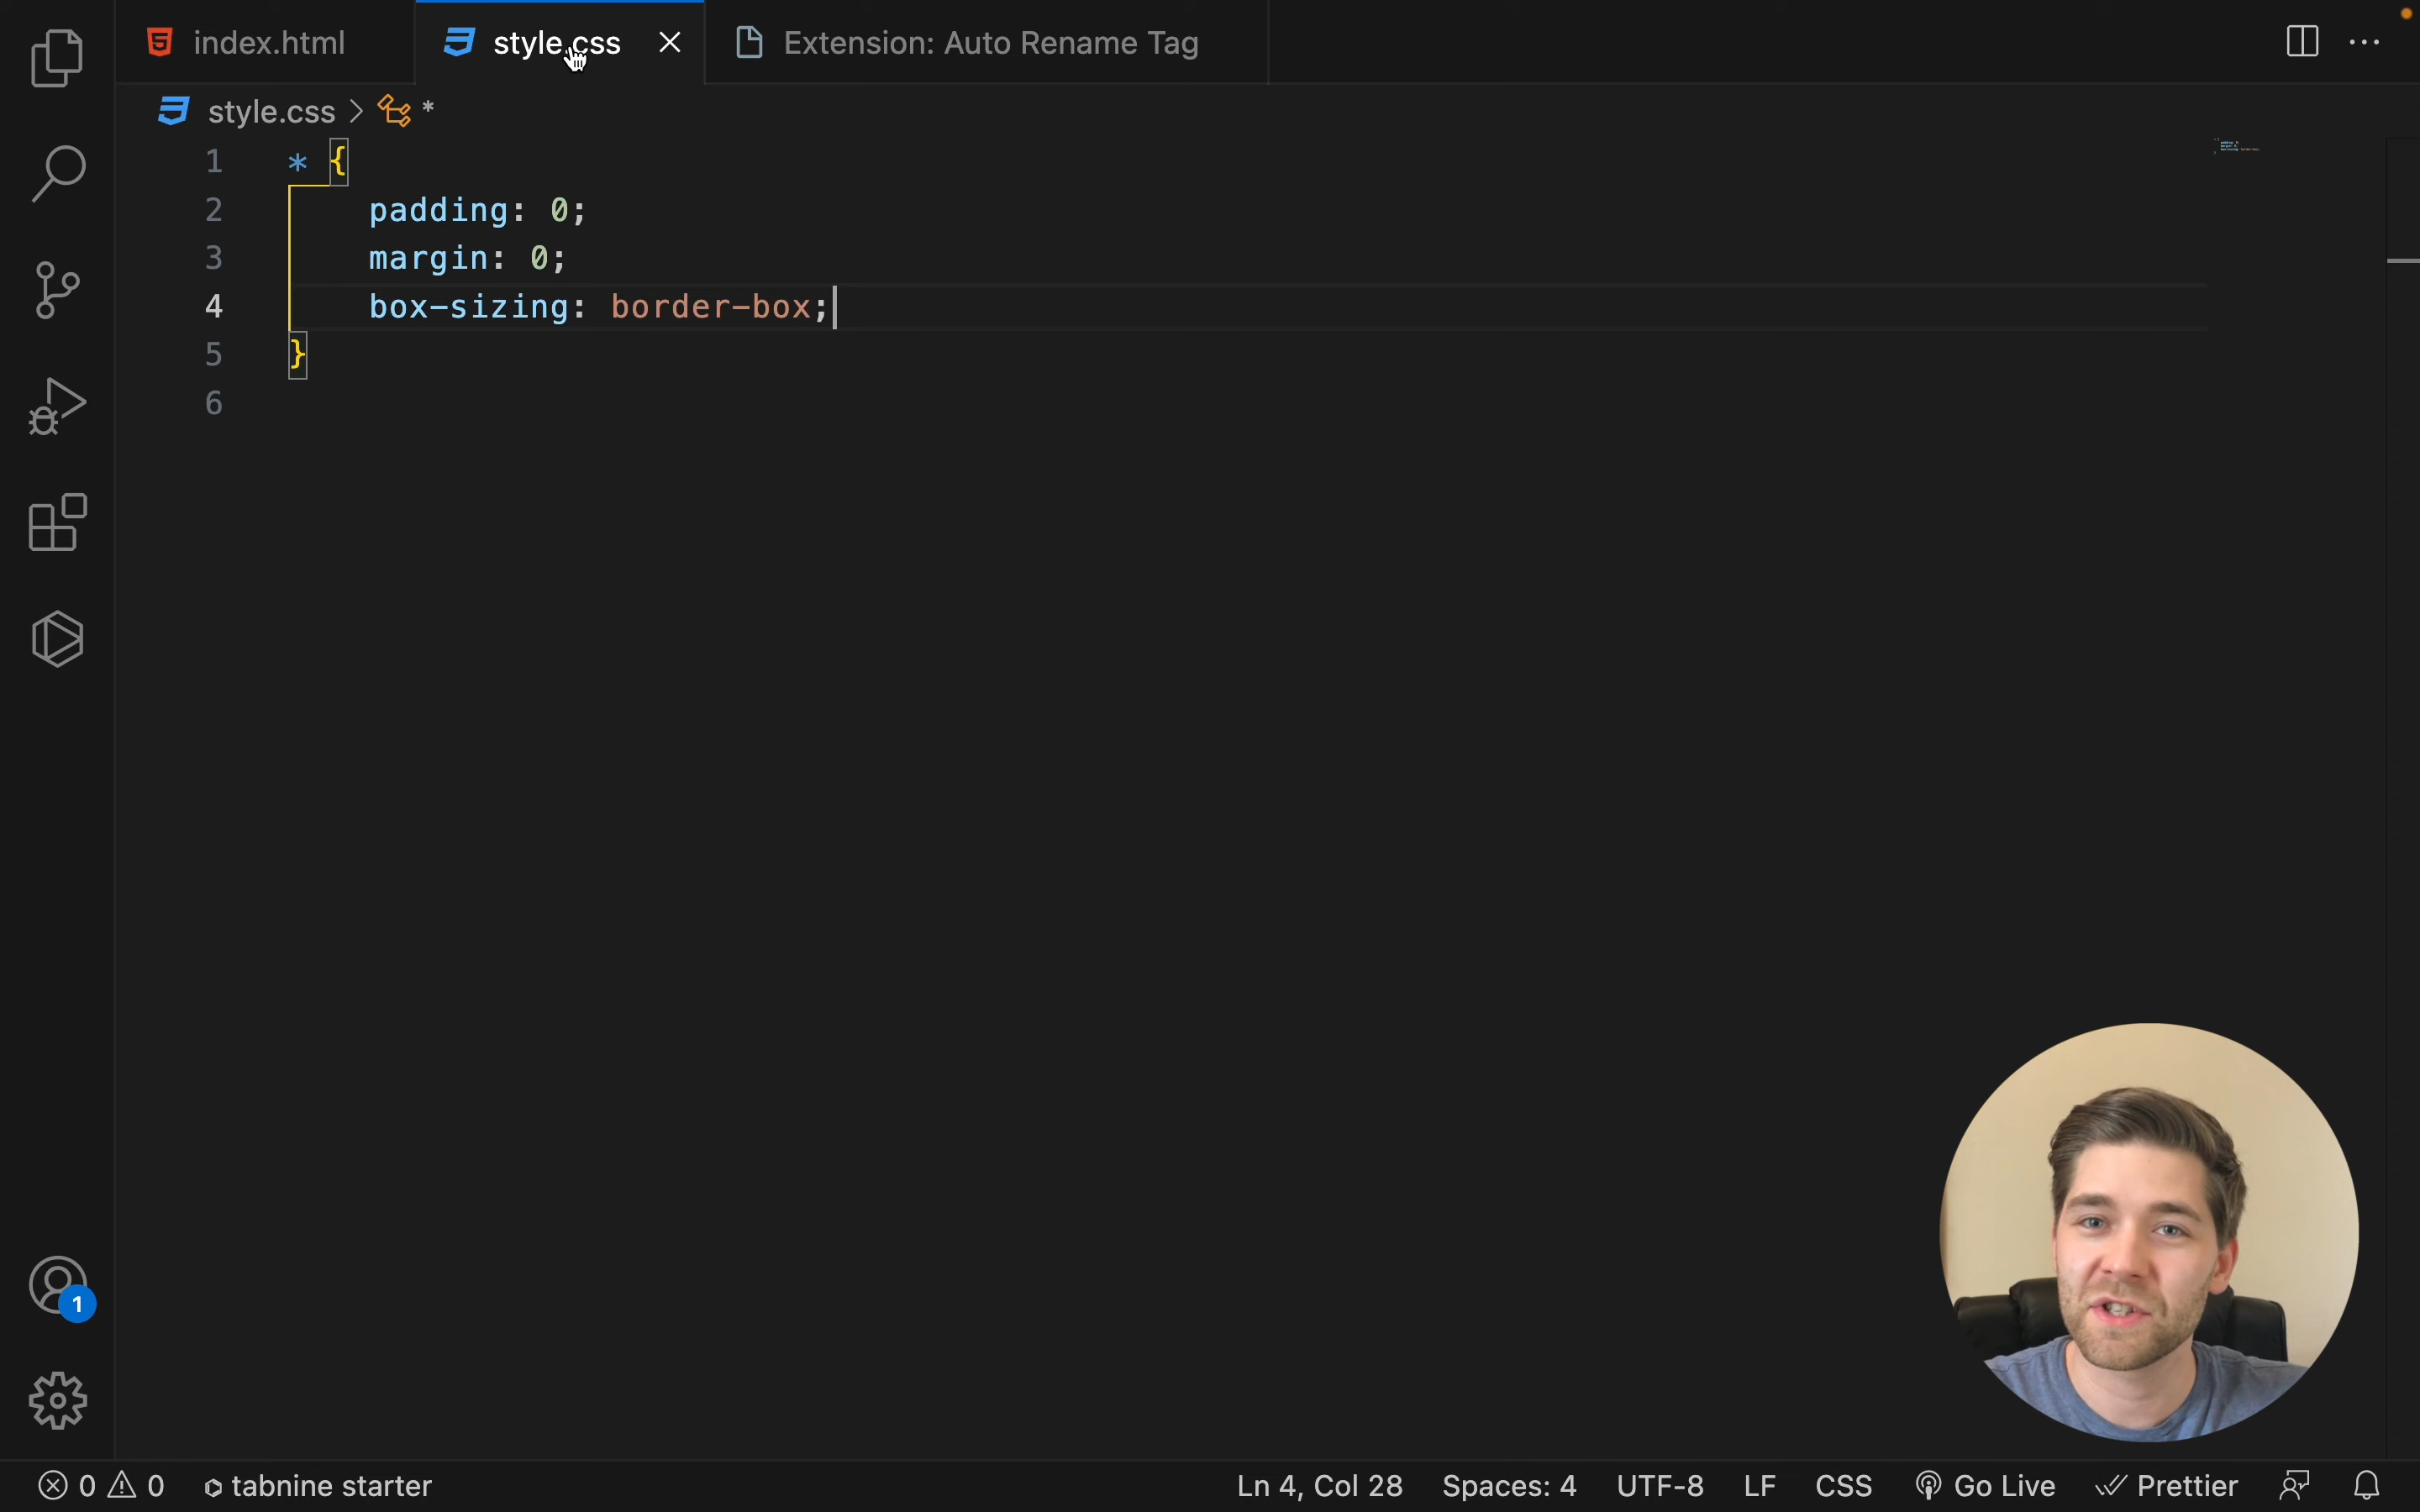 index.html
style.css
Extension: Auto Rename Tag
style.css > *
1 * {
2 padding: 0;
3 margin: 0;
4 box-sizing: border-box;
5 }
6
1
0 0 tabnine starter Ln 4, Col 28 Spaces: 4 UTF-8 LF CSS Go Live Prettier